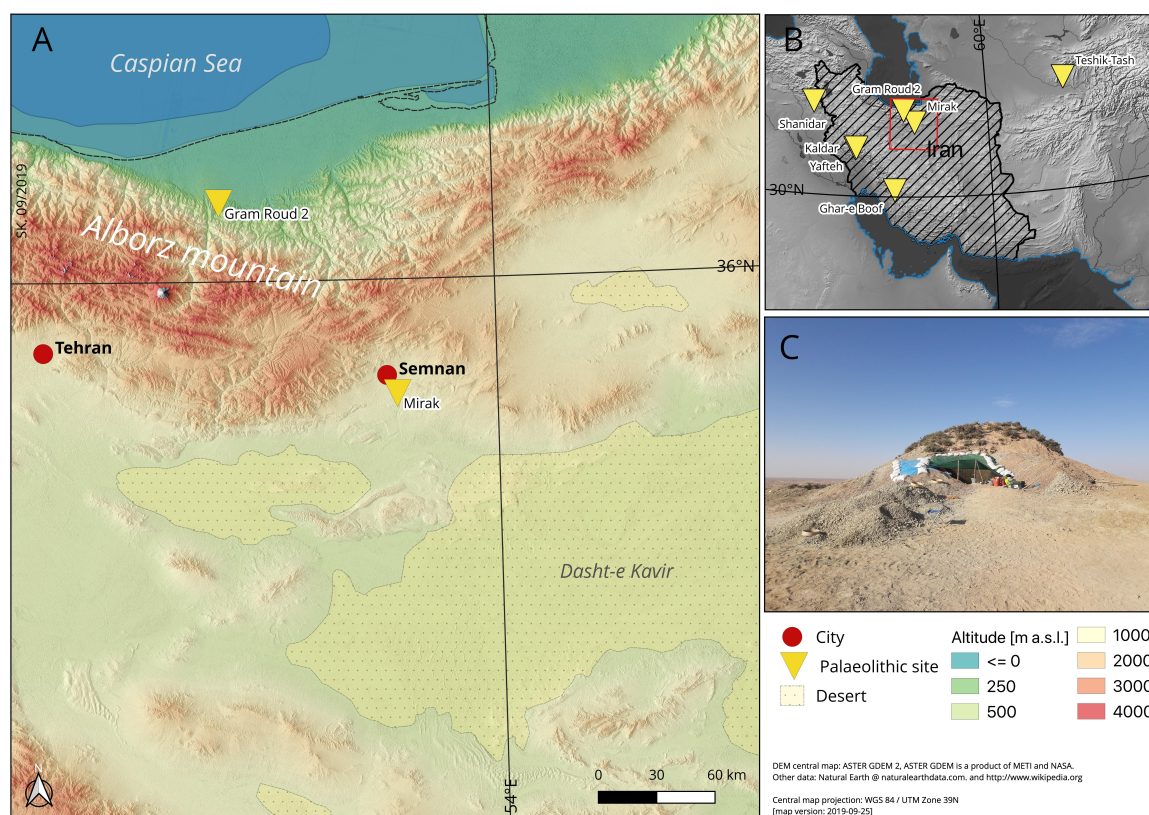 A
Caspian Sea
SK, 09/2019
Gram Roud 2
Alborz mountain
36°N
Tehran
Semnan
Mirak
Dasht-e Kavir
N
0 30 60 km
54°E
B
60°E
Teshik-Tash
Gram Roud 2
Mirak
Shanidar
Iran
Kaldar
Yafteh
30°N
Ghar-e Boof
C
City
Palaeolithic site
Desert
Altitude [m a.s.l.]
<= 0
250
500
1000
2000
3000
4000
DEM central map: ASTER GDEM 2, ASTER GDEM is a product of METI and NASA.
Other data: Natural Earth @ naturalearthdata.com. and http://www.wikipedia.org
Central map projection: WGS 84 / UTM Zone 39N
[map version: 2019-09-25]